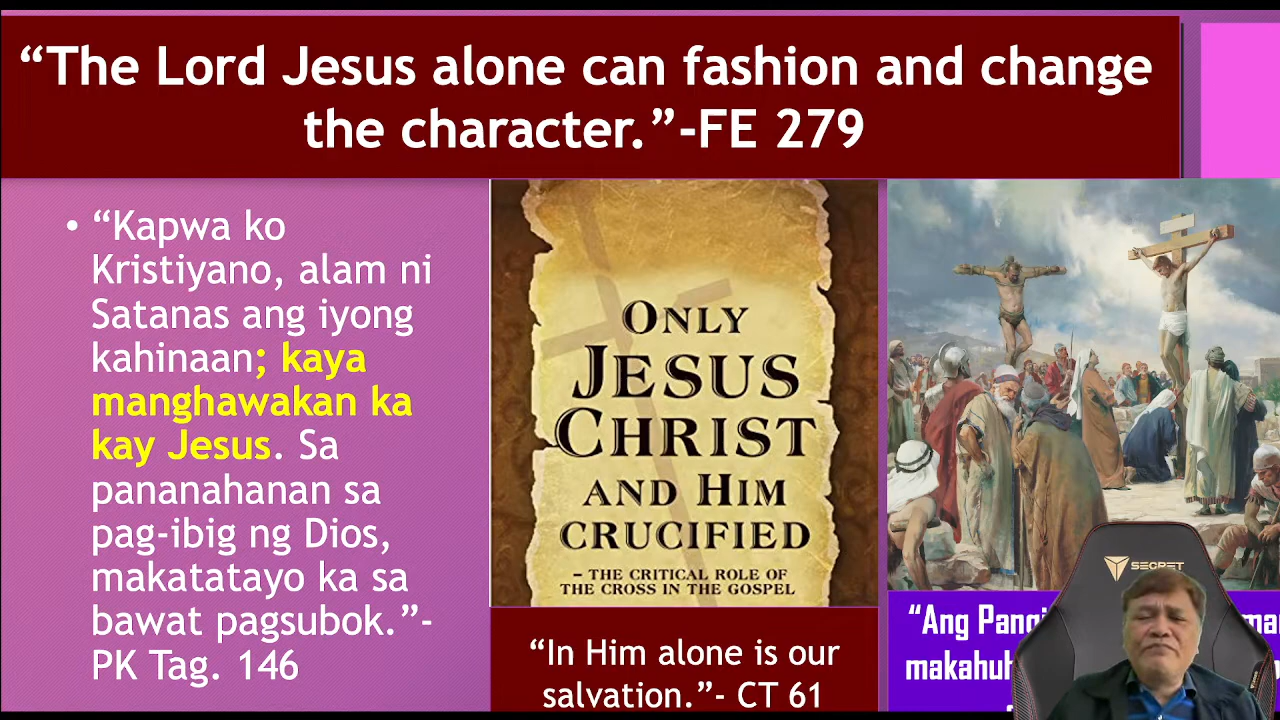 “The Lord Jesus alone can fashion and change
the character.”-FE 279
• “Kapwa ko
Kristiyano, alam ni
Satanas ang iyong
kahinaan; kaya
manghawakan ka
kay Jesus. Sa
pananahanan sa
pag-ibig ng Dios,
makatatayo ka sa
bawat pagsubok.”-
PK Tag. 146
ONLY
JESUS
CHRIST
AND HIM
CRUCIFIED
– THE CRITICAL ROLE OF
THE CROSS IN THE GOSPEL
“In Him alone is our
salvation.”- CT 61
“Ang
SECRET